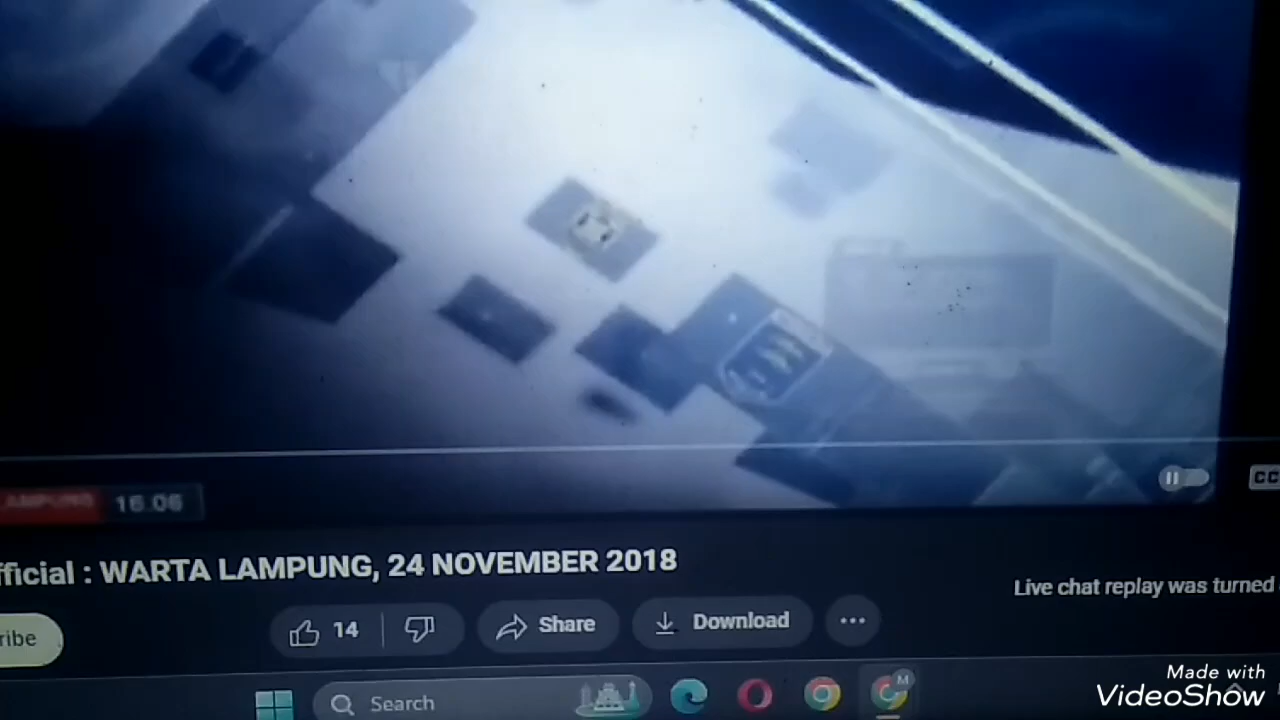 LAMPUNG 16.06
CC
fficial : WARTA LAMPUNG, 24 NOVEMBER 2018
Live chat replay was turned
ribe
14
Share
Download
Search
M
Made with
VideoShow